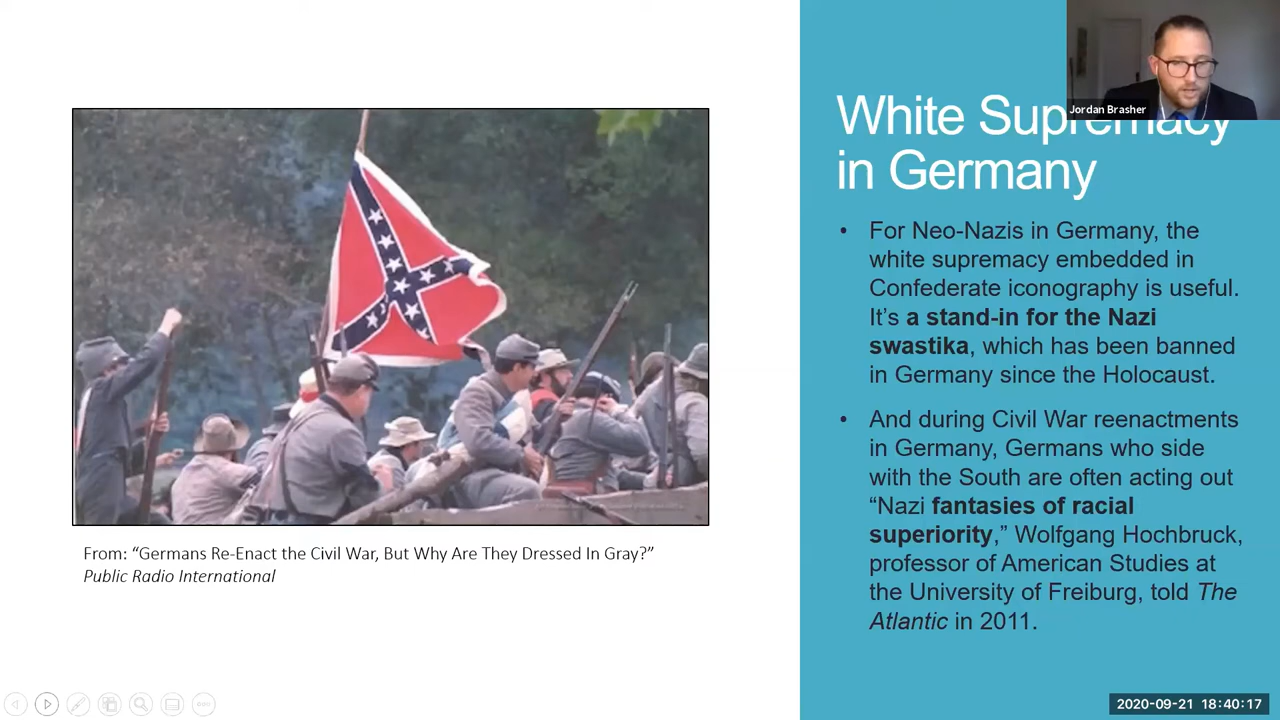 Jordan Brasher
White Supremacy
in Germany
• For Neo-Nazis in Germany, the
white supremacy embedded in
Confederate iconography is useful.
It’s a stand-in for the Nazi
swastika, which has been banned
in Germany since the Holocaust.
• And during Civil War reenactments
in Germany, Germans who side
with the South are often acting out
“Nazi fantasies of racial
superiority,” Wolfgang Hochbruck,
professor of American Studies at
the University of Freiburg, told The
Atlantic in 2011.
From: “Germans Re-Enact the Civil War, But Why Are They Dressed In Gray?”
Public Radio International
2020-09-21 18:40:17